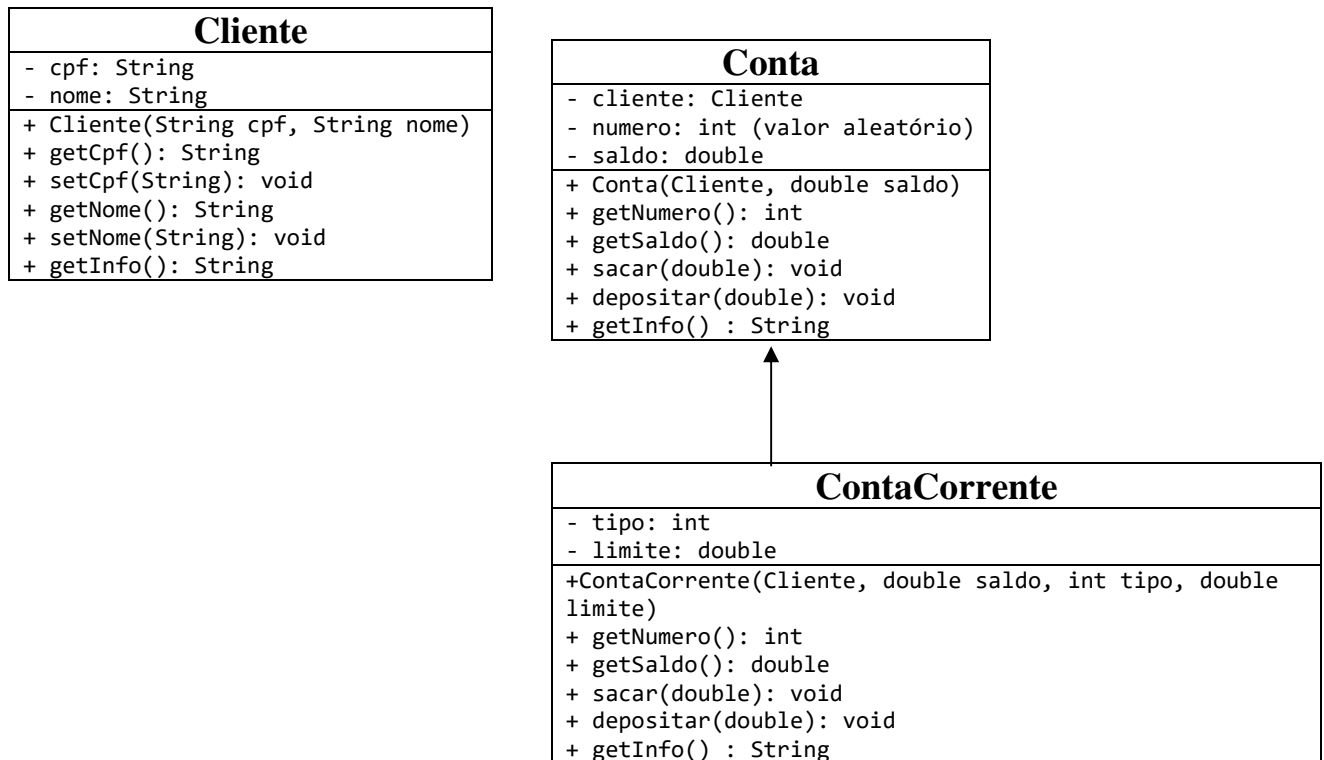 Cliente
- cpf: String
- nome: String
+ Cliente(String cpf, String nome)
+ getCpf(): String
+ setCpf(String): void
+ getNome(): String
+ setNome(String): void
+ getInfo(): String
Conta
- cliente: Cliente
- numero: int (valor aleatório)
- saldo: double
+ Conta(Cliente, double saldo)
+ getNumero(): int
+ getSaldo(): double
+ sacar(double): void
+ depositar(double): void
+ getInfo() : String
ContaCorrente
- tipo: int
- limite: double
+ContaCorrente(Cliente, double saldo, int tipo, double
limite)
+ getNumero(): int
+ getSaldo(): double
+ sacar(double): void
+ depositar(double): void
+ getInfo() : String